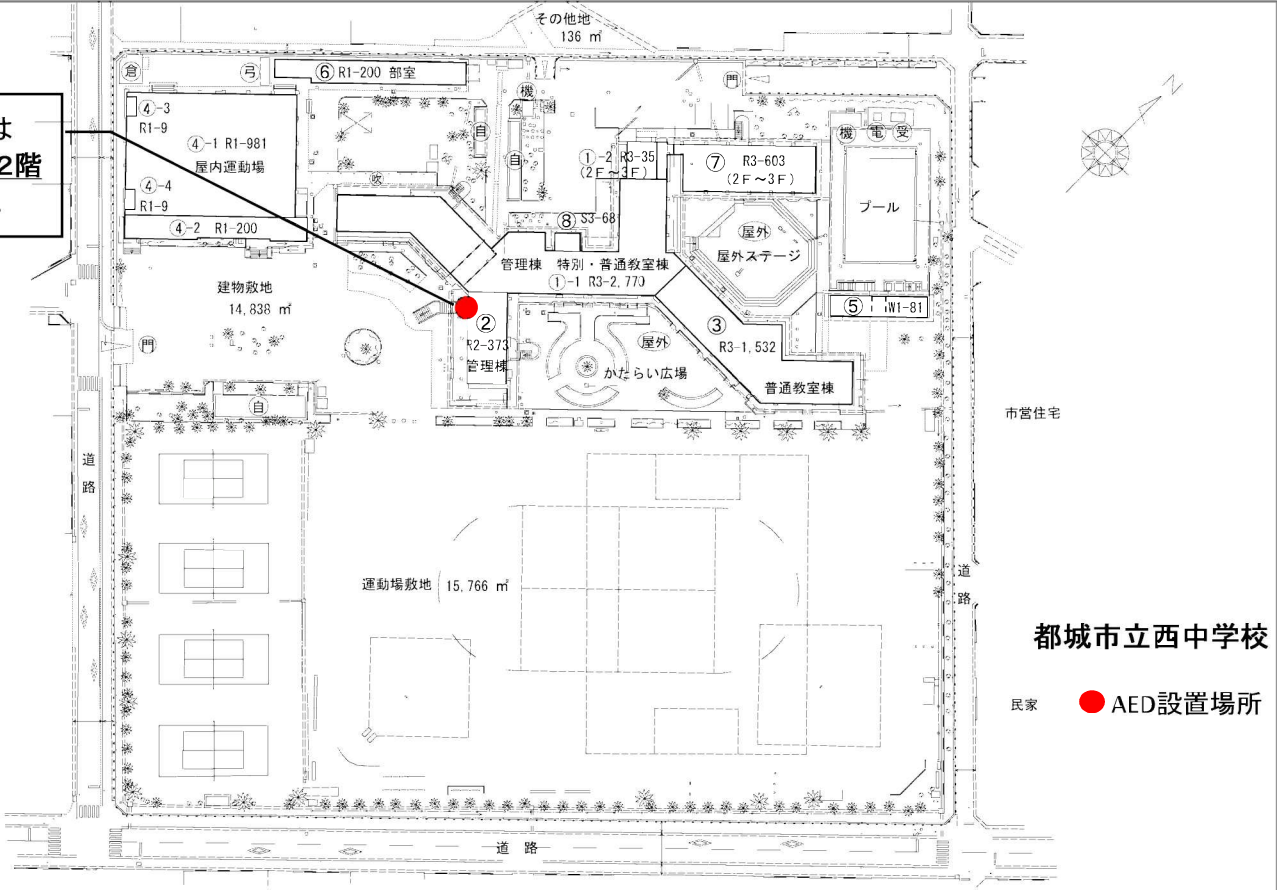 その他地
136 ㎡
倉
弓
⑥ R1-200 部室
門
機
は
2階
④-3
R1-9
④-1 R1-981
屋内運動場
④-4
R1-9
④-2 R1-200
自
自
①-2 R3-35
(2F～3F)
⑦ R3-603
(2F～3F)
機 電 受
プール
吹
⑧ S3-68
屋外
屋外ステージ
管理棟 特別・普通教室棟
①-1 R3-2,770
建物敷地
14,838 ㎡
②
R2-373
管理棟
③
R3-1,532
⑤ W1-81
門
屋外
かたらい広場
普通教室棟
自
市営住宅
道路
運動場敷地 15,766 ㎡
道路
都城市立西中学校
民家
AED設置場所
道路
N